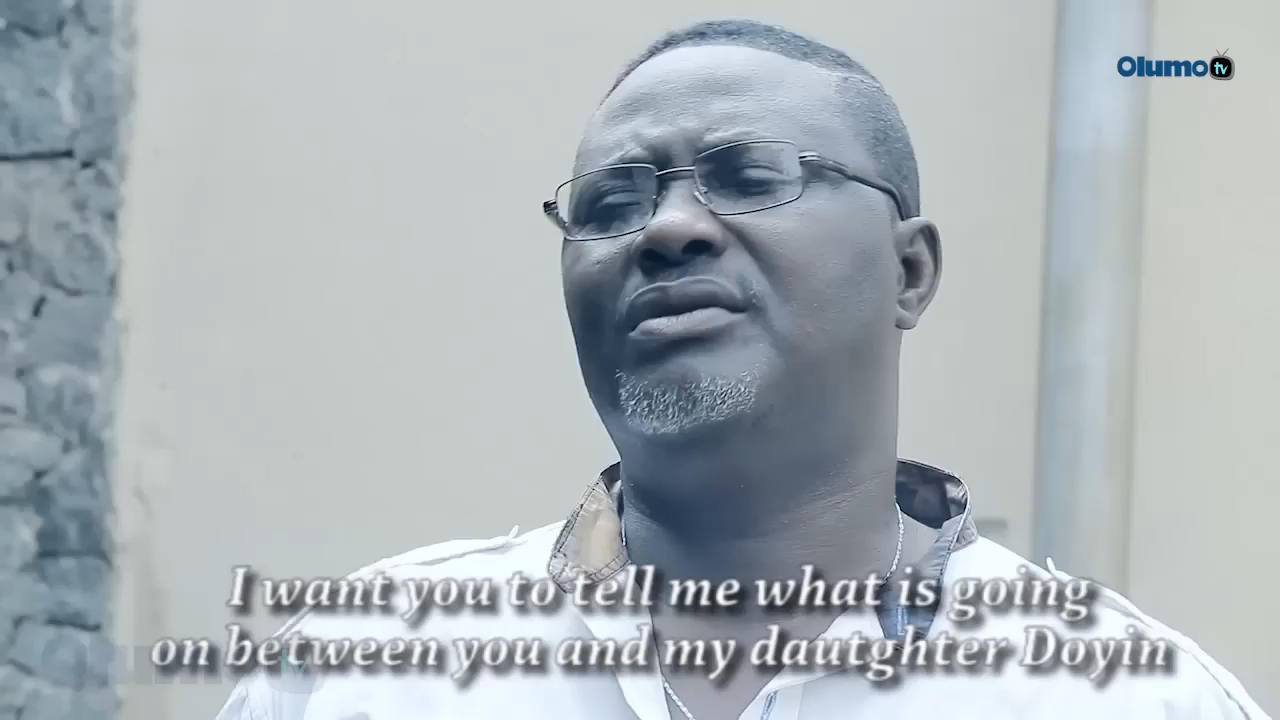 Olumo tv
I want you to tell me what is going
on between you and my dautghter Doyin